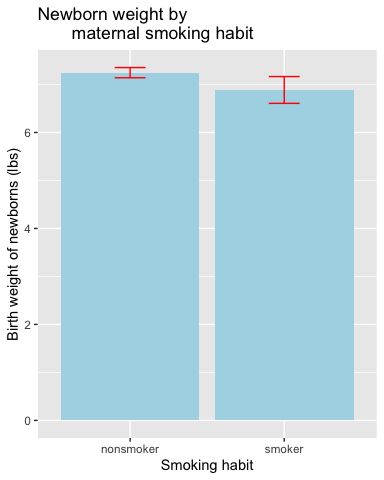 Newborn weight by
maternal smoking habit
Birth weight of newborns (lbs)
6
4
2
0
nonsmoker smoker
Smoking habit